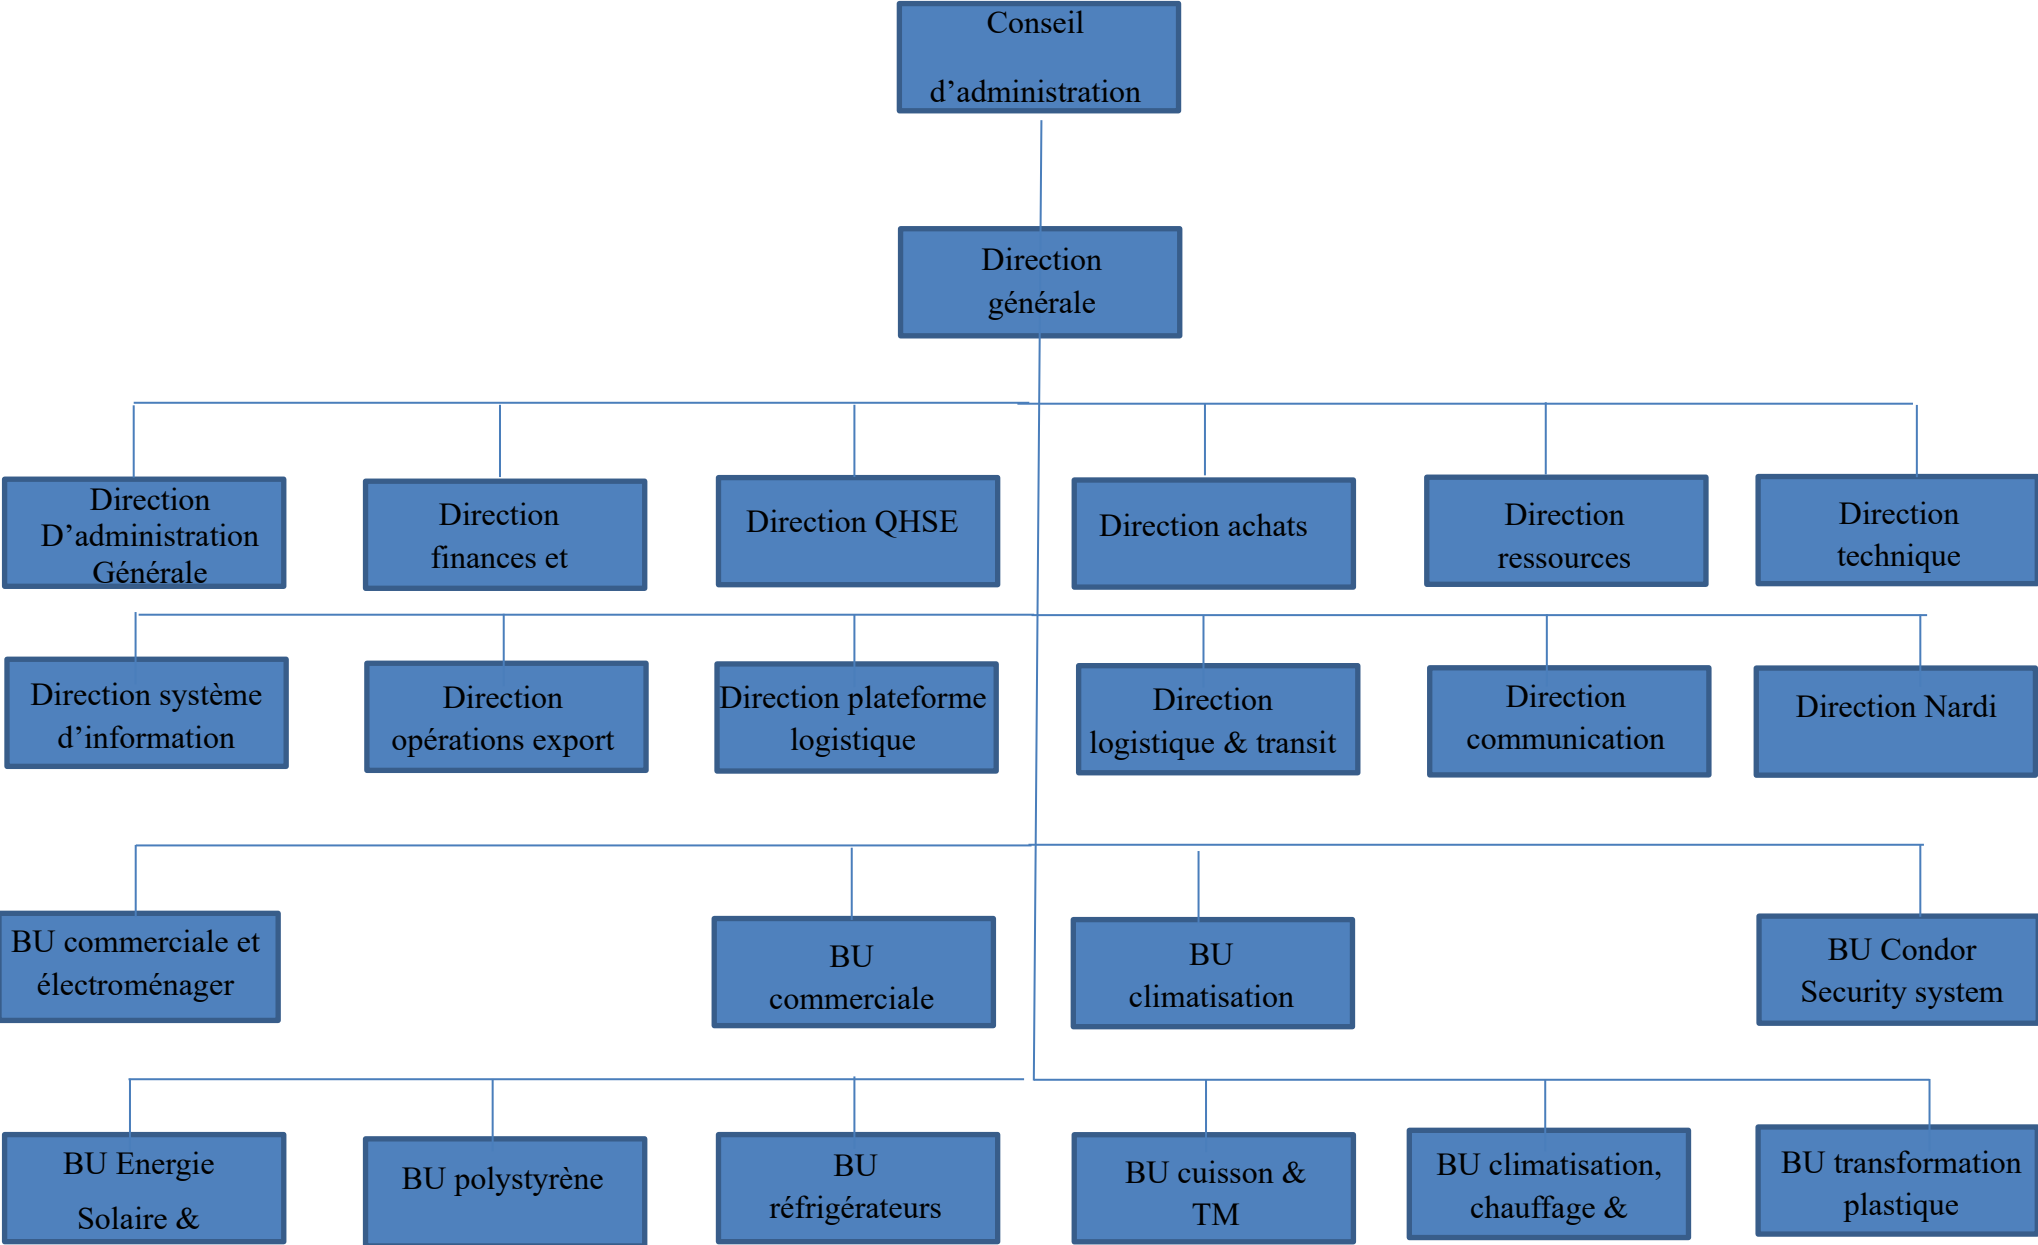 Conseil
d’administration
Direction
générale
Direction
D’administration
Générale
Direction
finances et
Direction QHSE
Direction achats
Direction
ressources
Direction
technique
Direction système
d’information
Direction
opérations export
Direction plateforme
logistique
Direction
logistique & transit
Direction
communication
Direction Nardi
BU commerciale et
électroménager
BU
commerciale
BU
climatisation
BU Condor
Security system
BU Energie
Solaire &
BU polystyrène
BU
réfrigérateurs
BU cuisson &
TM
BU climatisation,
chauffage &
BU transformation
plastique